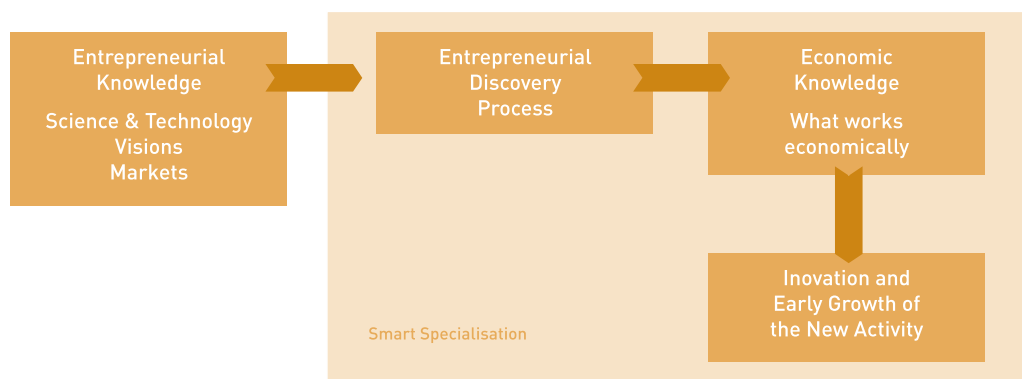 Entrepreneurial
Knowledge
Science & Technology
Visions
Markets
Entrepreneurial
Discovery
Process
Economic
Knowledge
What works
economically
Inovation and
Early Growth of
the New Activity
Smart Specialisation